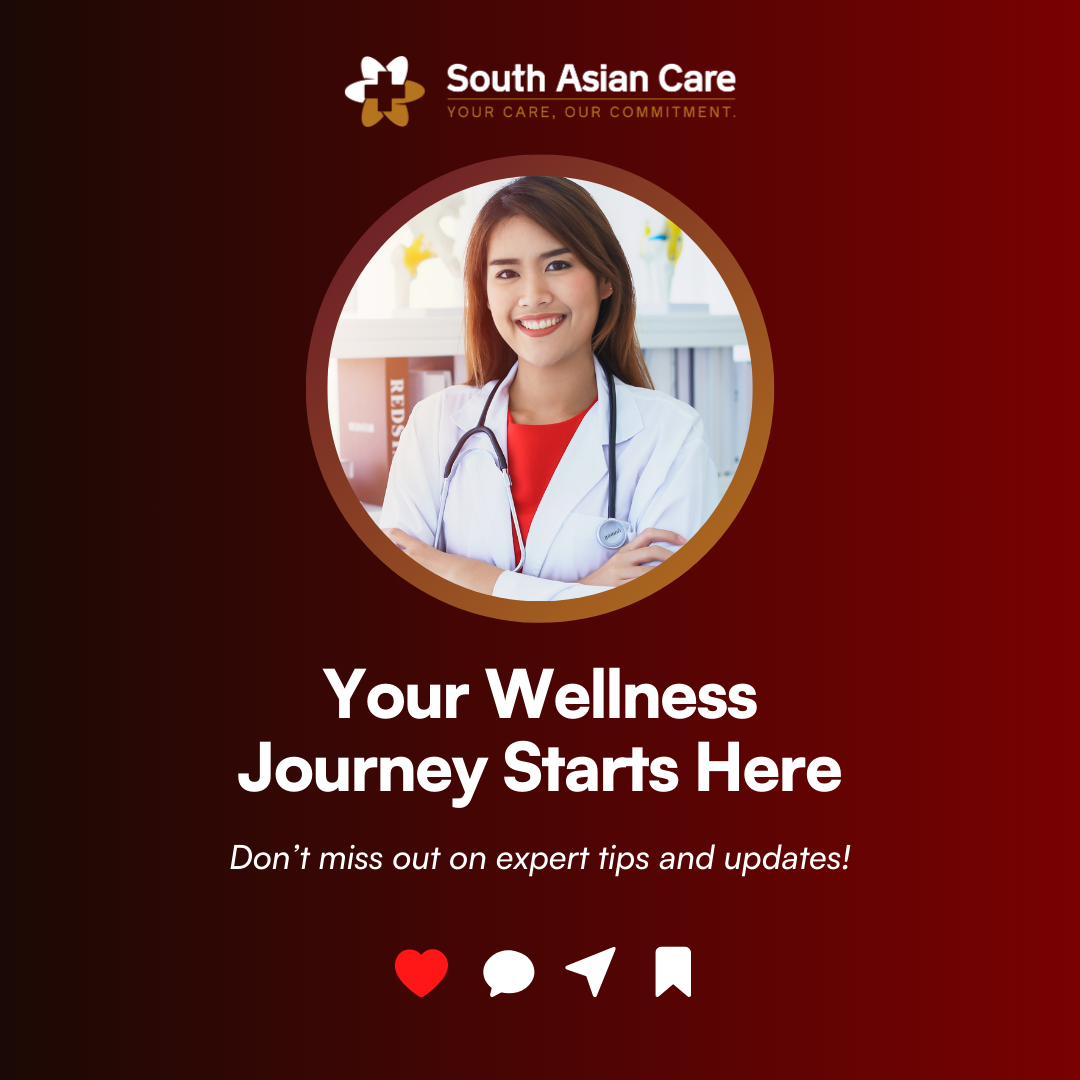 South Asian Care
YOUR CARE, OUR COMMITMENT.
Your Wellness
Journey Starts Here
Don’t miss out on expert tips and updates!